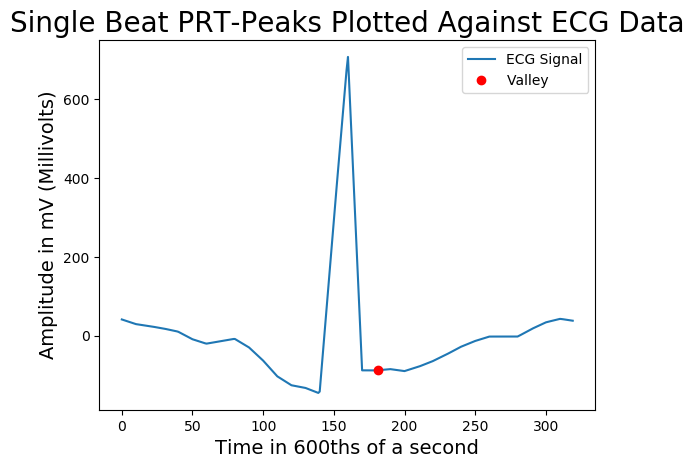 Single Beat PRT-Peaks Plotted Against ECG Data
ECG Signal
Valley
Amplitude in mV (Millivolts)
600
400
200
0
0 50 100 150 200 250 300
Time in 600ths of a second